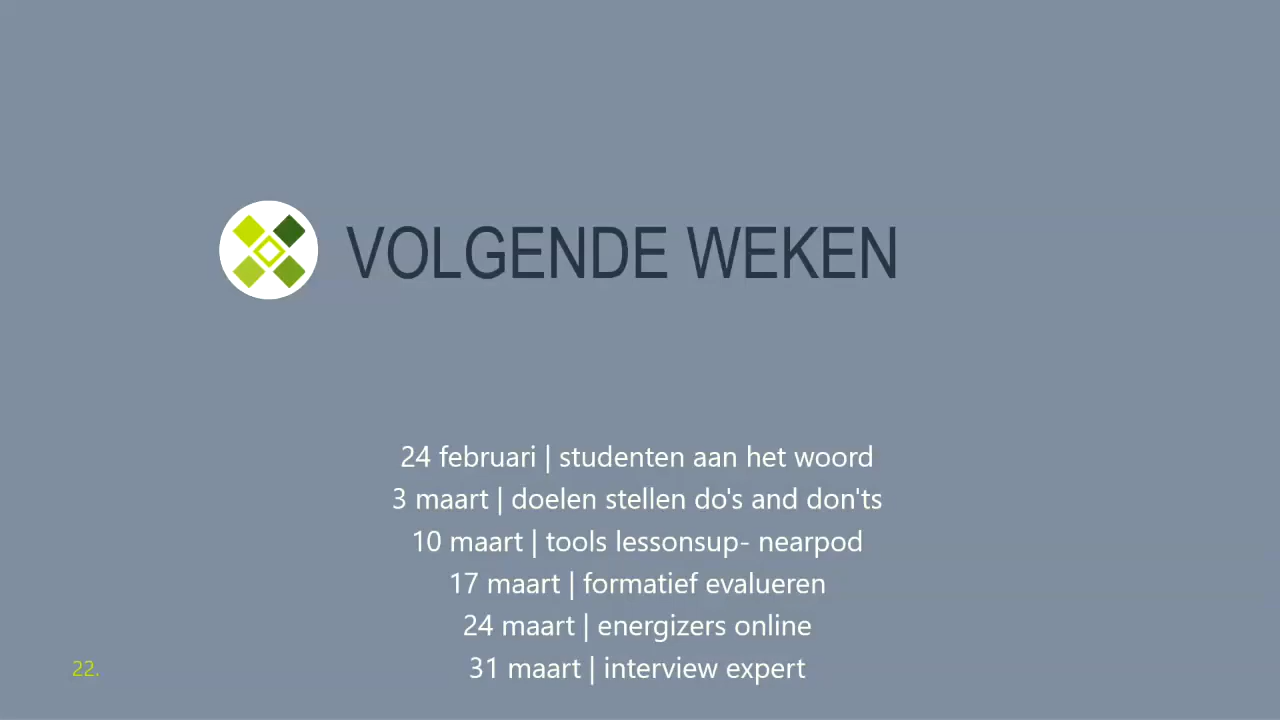 VOLGENDE WEKEN
24 februari | studenten aan het woord
3 maart | doelen stellen do's and don'ts
10 maart | tools lessonsup- nearpod
17 maart | formatief evalueren
24 maart | energizers online
31 maart | interview expert
22.